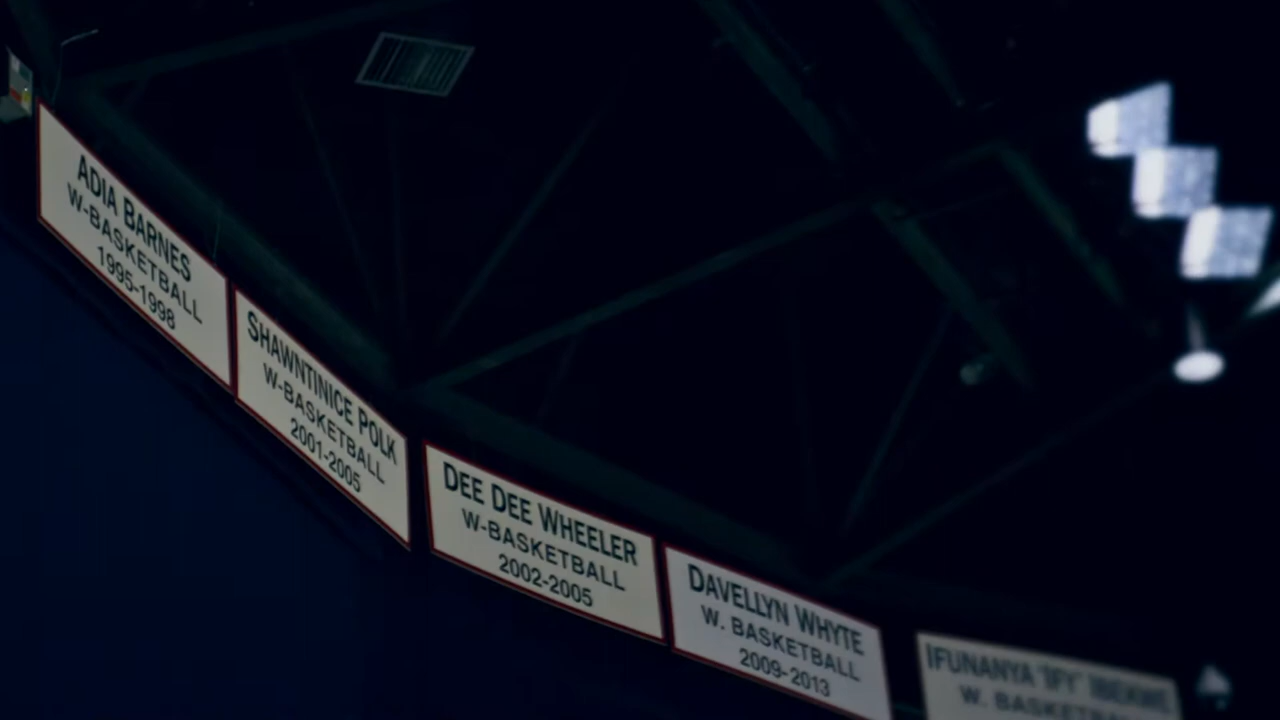 ADIA BARNES
W-BASKETBALL
1995-1998
SHAWNTINICE POLK
W-BASKETBALL
2001-2005
DEE DEE WHEELER
W-BASKETBALL
2002-2005
DAVELLYN WHYTE
W. BASKETBALL
2009-2013
IFUNANYA "IFY" IBEKWE
W. BASKETBALL